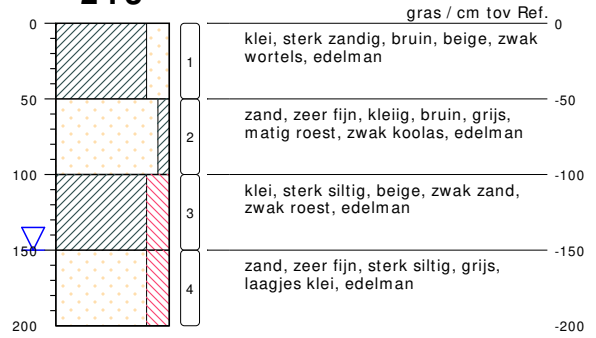 gras / cm tov Ref.
0
0
1
klei, sterk zandig, bruin, beige, zwak
wortels, edelman
50
-50
2
zand, zeer fijn, kleiig, bruin, grijs,
matig roest, zwak koolas, edelman
100
-100
3
klei, sterk siltig, beige, zwak zand,
zwak roest, edelman
150
-150
4
zand, zeer fijn, sterk siltig, grijs,
laagjes klei, edelman
200
-200